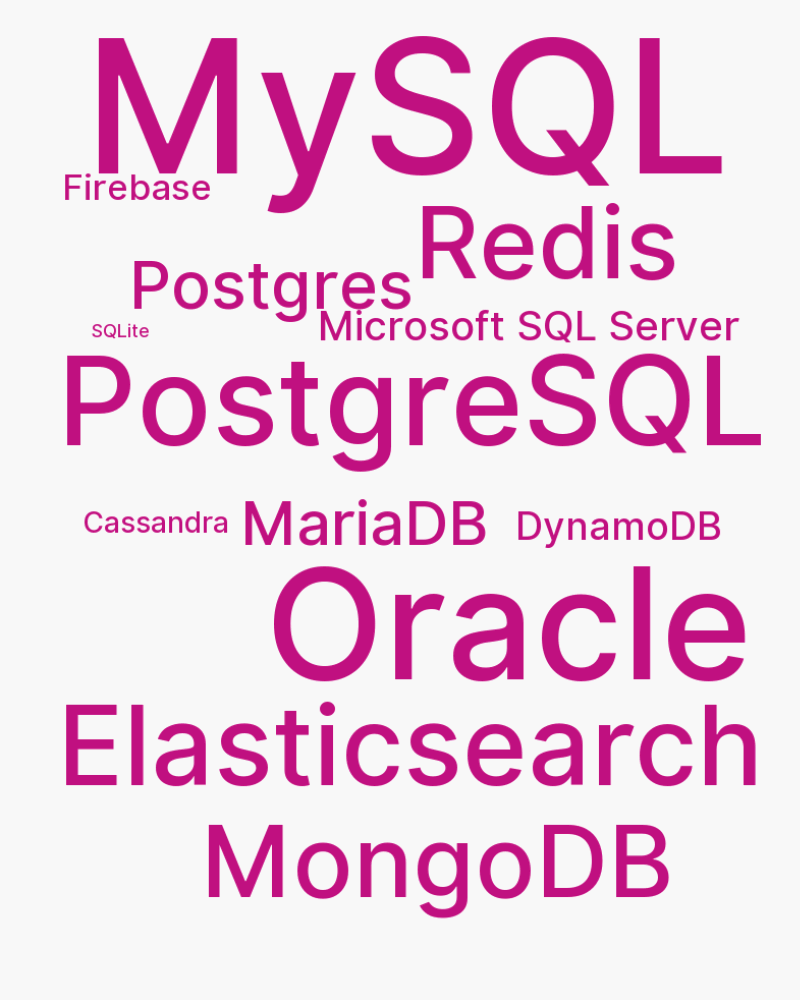 MySQL
Firebase
Redis
Postgres
Microsoft SQL Server
SQLite
PostgreSQL
Cassandra MariaDB DynamoDB
Oracle
Elasticsearch
MongoDB